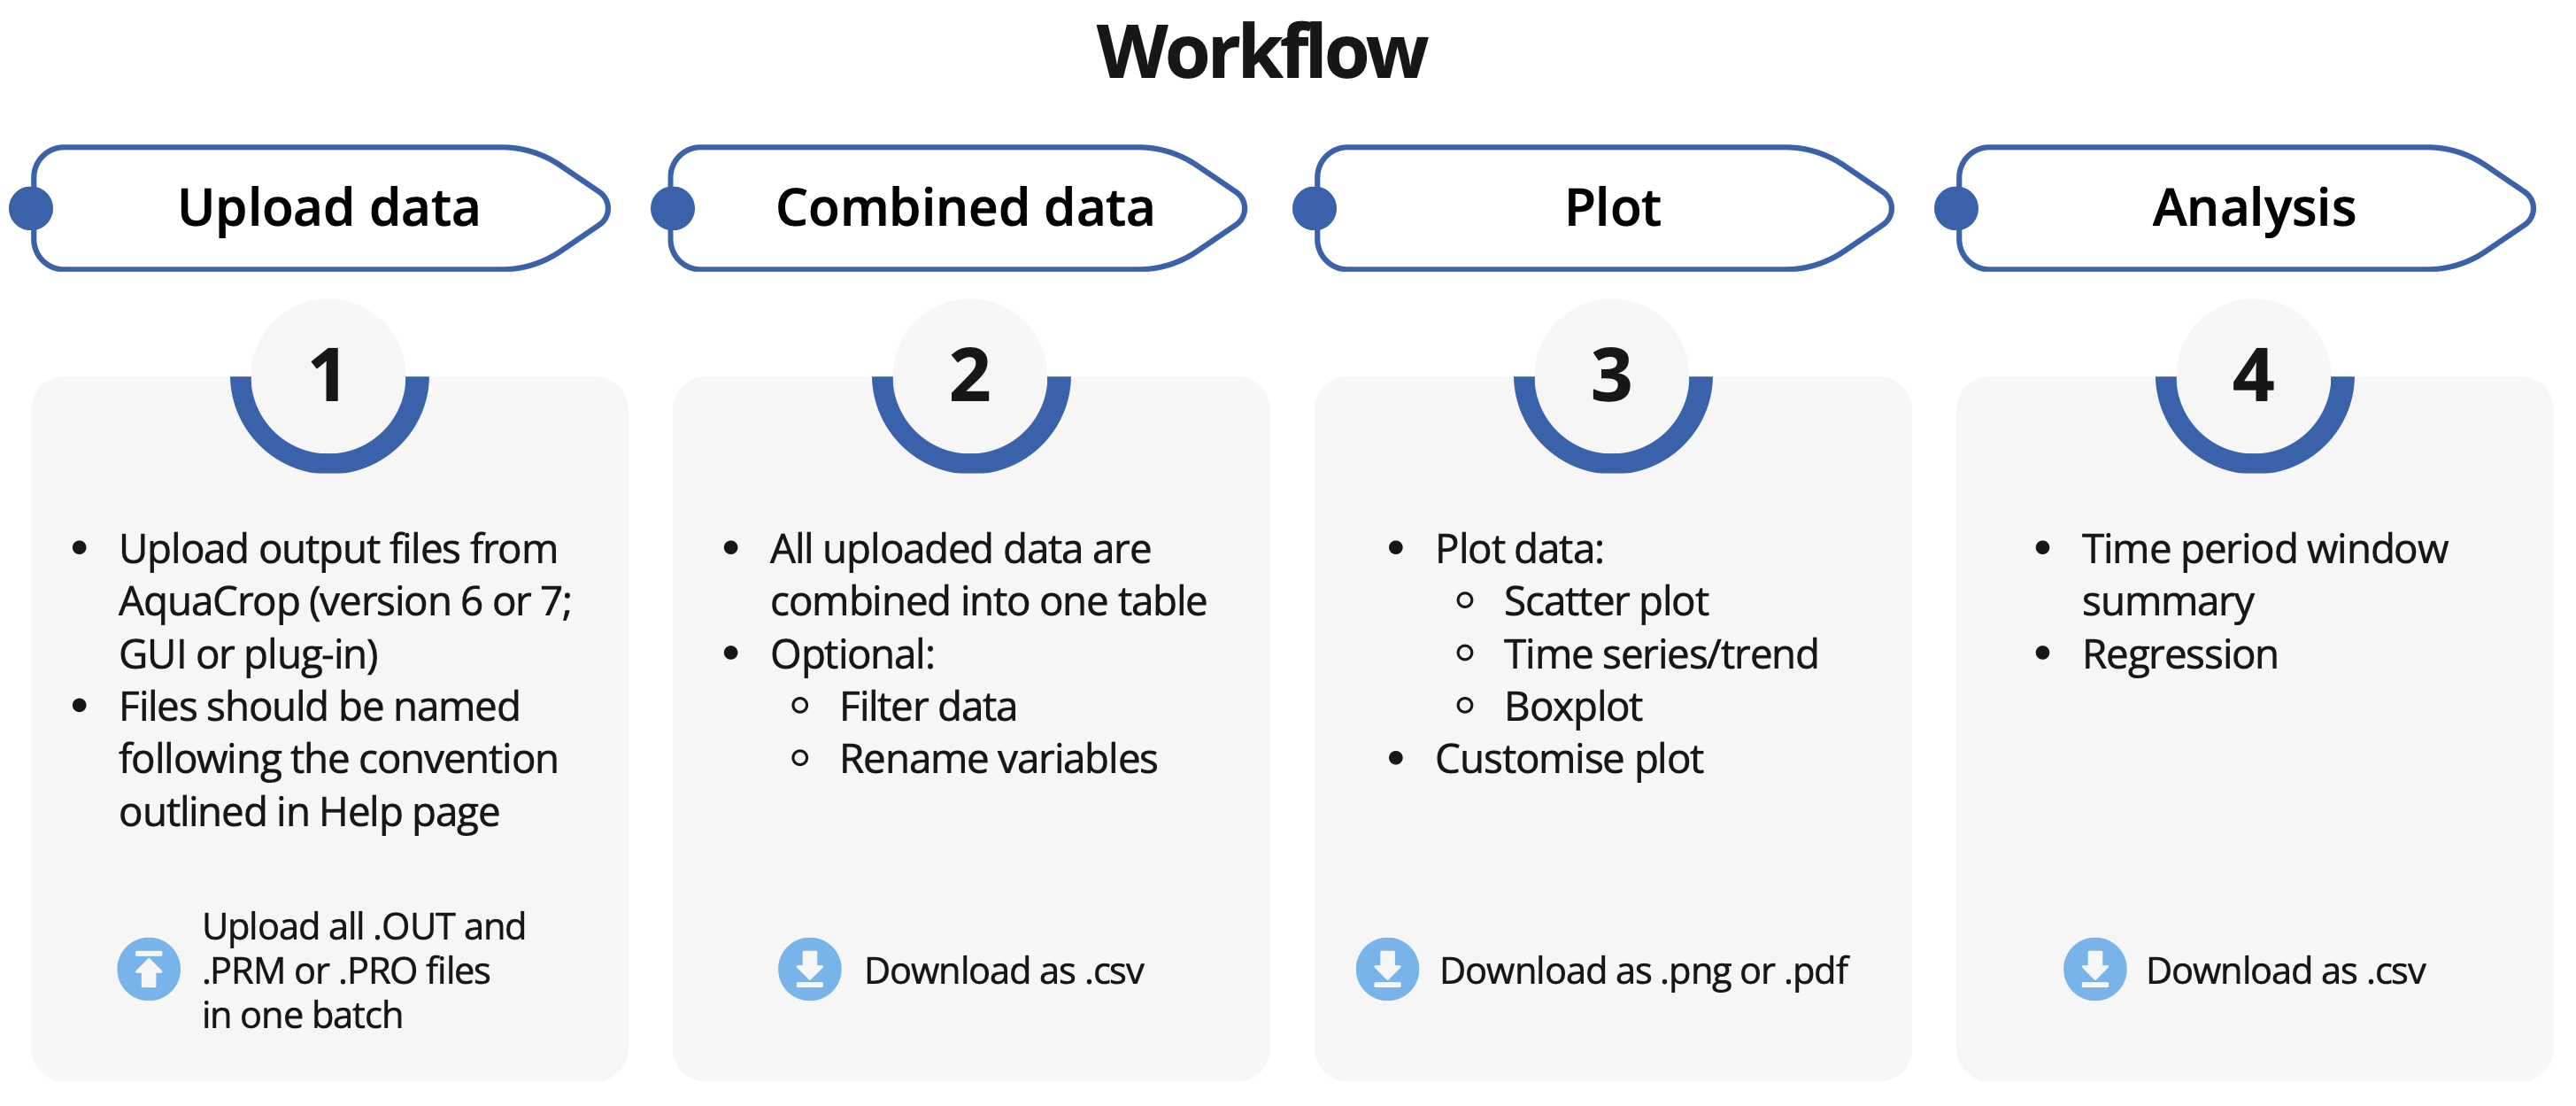 Workflow
Upload data
1
• Upload output files from
AquaCrop (version 6 or 7;
GUI or plug-in)
• Files should be named
following the convention
outlined in Help page
Upload all .OUT and
.PRM or .PRO files
in one batch
Combined data
2
• All uploaded data are
combined into one table
• Optional:
○ Filter data
○ Rename variables
Download as .csv
Plot
3
• Plot data:
○ Scatter plot
○ Time series/trend
○ Boxplot
• Customise plot
Download as .png or .pdf
Analysis
4
• Time period window
summary
• Regression
Download as .csv